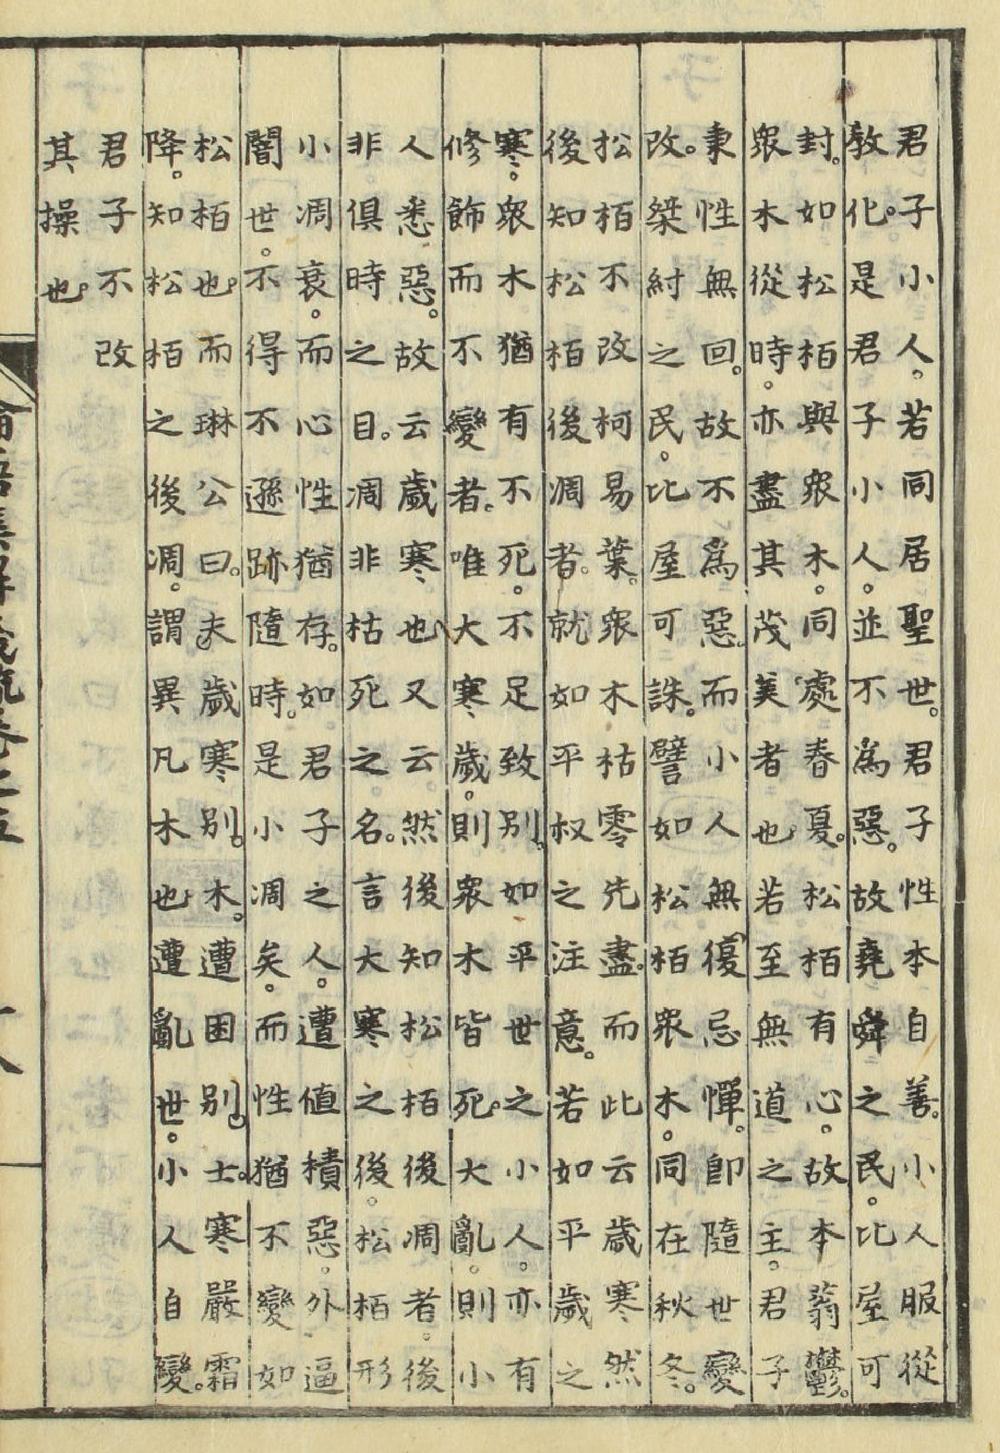 君子小人。若同居聖世。君子性本自善。小人服從
教化。是君子小人。並不為惡。故堯舜之民。比屋可
封。如松栢與衆木。同處春夏。松栢有心。故本蓊鬱。
衆木從時。亦盡其茂美者也。若至無道之主。君子
秉性無回。故不爲惡。而小人無復忌憚。卽隨世變
改。桀紂之民。比屋可誅。譬如松栢衆木。同在秋冬。
松栢不改柯易葉。衆木枯零先盡。而此云歲寒然
後知松栢後凋者。就如平叔之注意。若如平歲之
寒。衆木猶有不死。不足致別。如平世之小人。亦有
修飾而不變者。唯大寒歲。則衆木皆死。大亂。則小
人悉惡。故云歲寒也。又云然後知松栢後凋者。後
非俱時之目。凋非枯死之名。言大寒之後。松栢形
小凋衰。而心性猶存。如君子之人。遭值積惡。外逼
闇世。不得不遜跡隨時。是小凋矣。而性猶不變如
松栢也。而琳公曰。夫歲寒別。木。遭困別。士。寒嚴霜
降。知松栢之後凋。謂異凡木也遭亂世。小人自變。
君子不改
其操也。